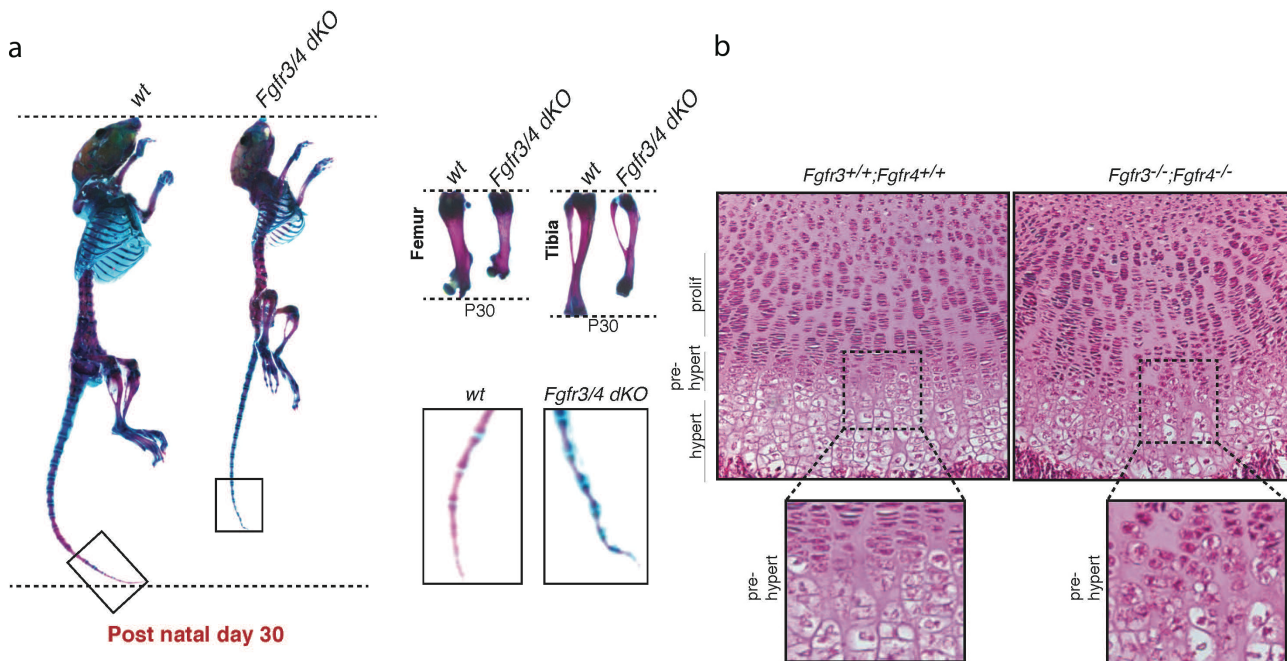 a
wt
Fgfr3/4 dKO
Post natal day 30
Femur
wt
Fgfr3/4 dKO
P30
Tibia
wt
Fgfr3/4 dKO
P30
wt
Fgfr3/4 dKO
b
Fgfr3+/+;Fgfr4+/+
Fgfr3-/-;Fgfr4-/-
prolif
pre-
hypert
hypert
pre-
hypert
pre-
hypert